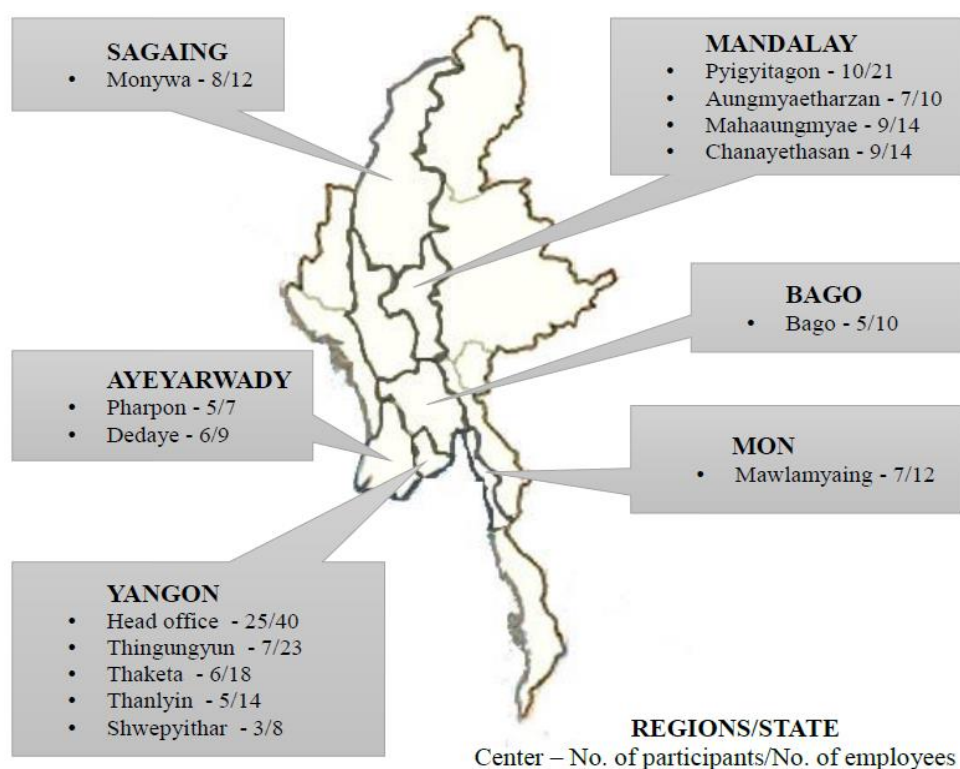 SAGAING
• Monywa - 8/12
MANDALAY
• Pyigyitagon - 10/21
• Aungmyaetharzan - 7/10
• Mahaaungmyae - 9/14
• Chanayethasan - 9/14
BAGO
• Bago - 5/10
AYEYARWADY
• Pharpon - 5/7
• Dedaye - 6/9
MON
• Mawlamyaing - 7/12
YANGON
• Head office - 25/40
• Thingungyun - 7/23
• Thaketa - 6/18
• Thanlyin - 5/14
• Shwepyithar - 3/8
REGIONS/STATE
Center – No. of participants/No. of employees